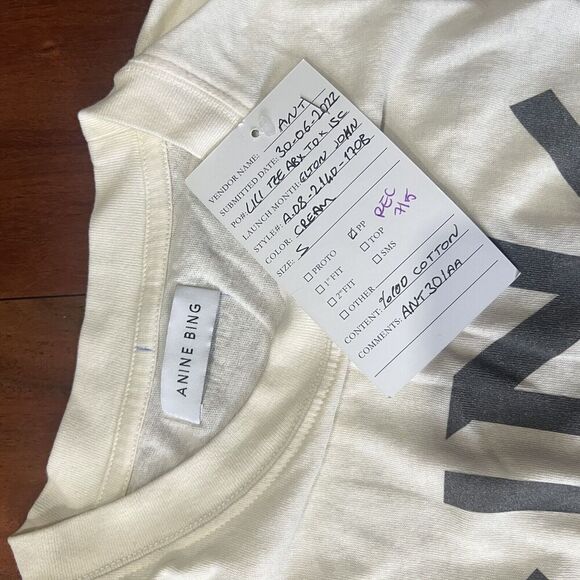 VENDOR NAME: ANT
SUBMITTED DATE: 30-06-2022
PO#: LILI TEE ABX TO X ISC
LAUNCH MONTH: ELTON JOHN
STYLE#: A-08-2140-170B
COLOR: CREAM
SIZE: S
PROTO PP
1ST FIT TOP
2ND FIT SMS
OTHER
REC
7/5
CONTENT: %100 COTTON
COMMENTS: ANT301AA
ANINE BING